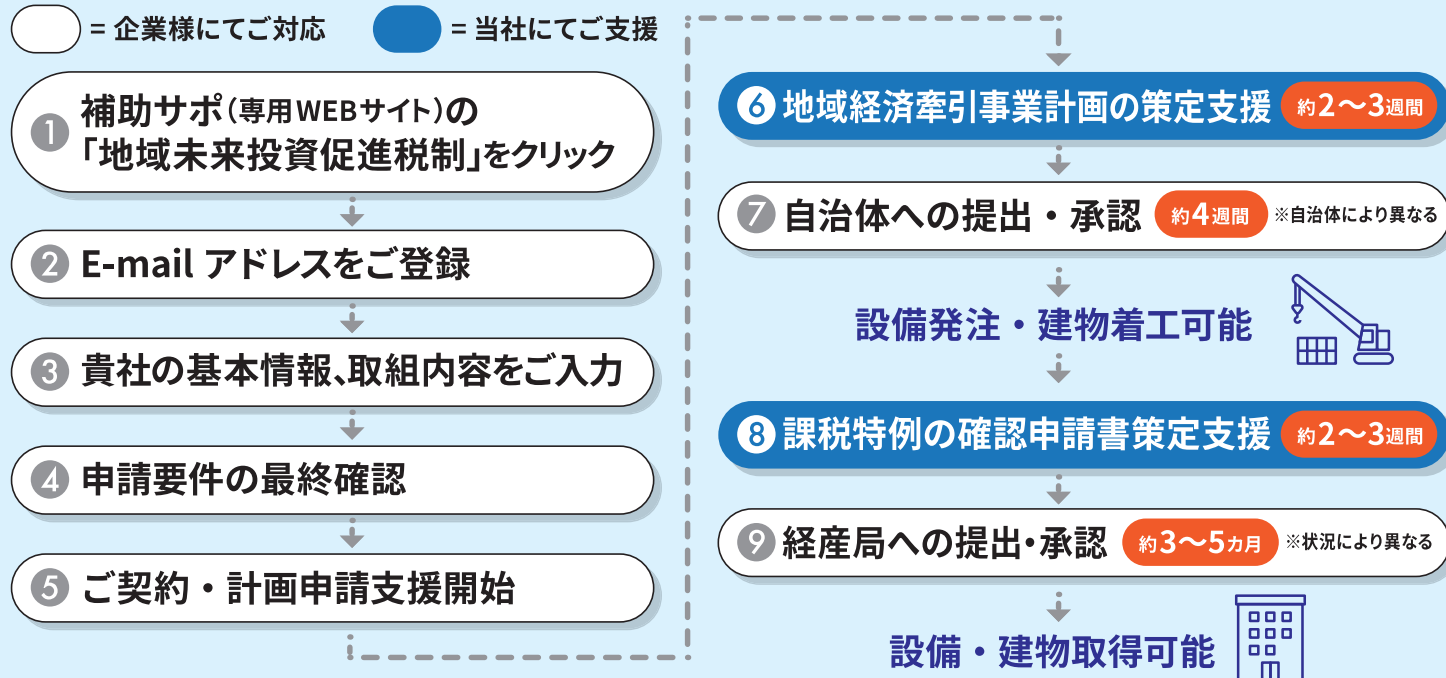 = 企業様にてご対応
= 当社にてご支援
1 補助サポ(専用WEBサイト)の
「地域未来投資促進税制」をクリック
2 E-mail アドレスをご登録
3 貴社の基本情報、取組内容をご入力
4 申請要件の最終確認
5 ご契約・計画申請支援開始
6 地域経済牽引事業計画の策定支援 約2〜3週間
7 自治体への提出・承認 約4週間 ※自治体により異なる
設備発注・建物着工可能
8 課税特例の確認申請書策定支援 約2〜3週間
9 経産局への提出・承認 約3〜5カ月 ※状況により異なる
設備・建物取得可能